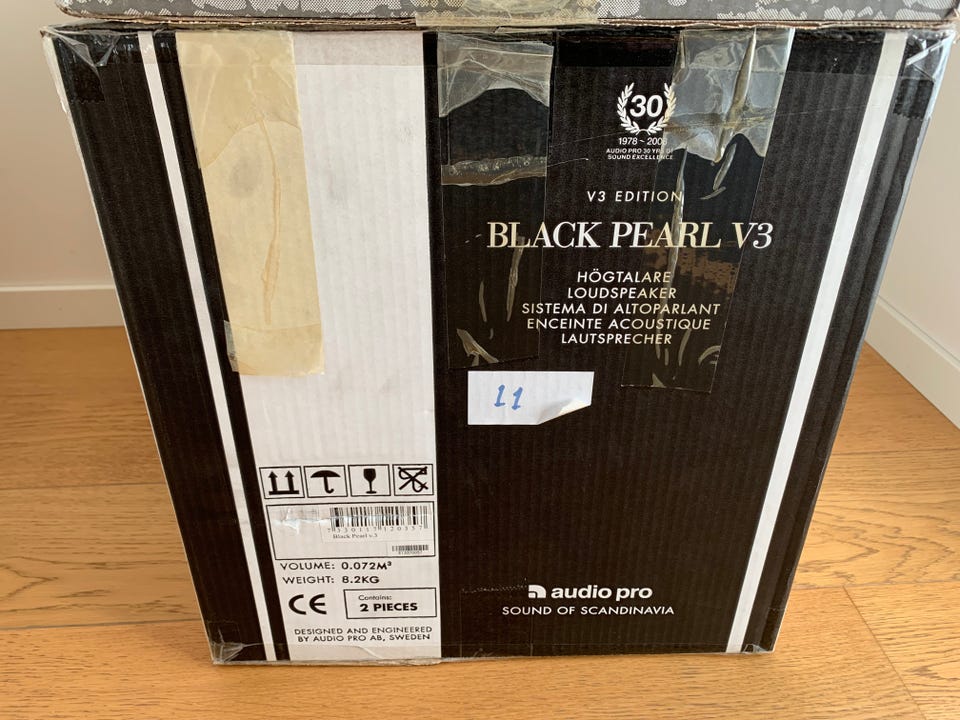 30
1978 ~ 2008
AUDIO PRO 30 YRS OF
SOUND EXCELLENCE
V3 EDITION
BLACK PEARL V3
HÖGTALARE
LOUDSPEAKER
SISTEMA DI ALTOPARLANT
ENCEINTE ACOUSTIQUE
LAUTSPRECHER
11
Black Pearl v.3
VOLUME: 0.072M³
WEIGHT: 8.2KG
CE
Contains:
2 PIECES
DESIGNED AND ENGINEERED
BY AUDIO PRO AB, SWEDEN
audio pro
SOUND OF SCANDINAVIA